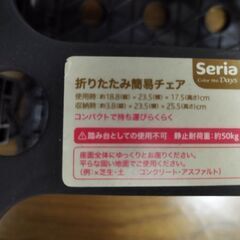 Seria
Color the Days
折りたたみ簡易チェア
使用時:約18.8(縦)×23.5(横)×17.5(高さ)cm
収納時:約3.8(縦)×23.5(横)×25.5(高さ)cm
コンパクトで持ち運びらくらく
⚠踏み台としての使用不可 静止耐荷重:約50kg
座面全体にゆっくりとお座りください。
平らな固い地面でご使用ください。
(例)×芝生・土 コンクリート・アスファルト)